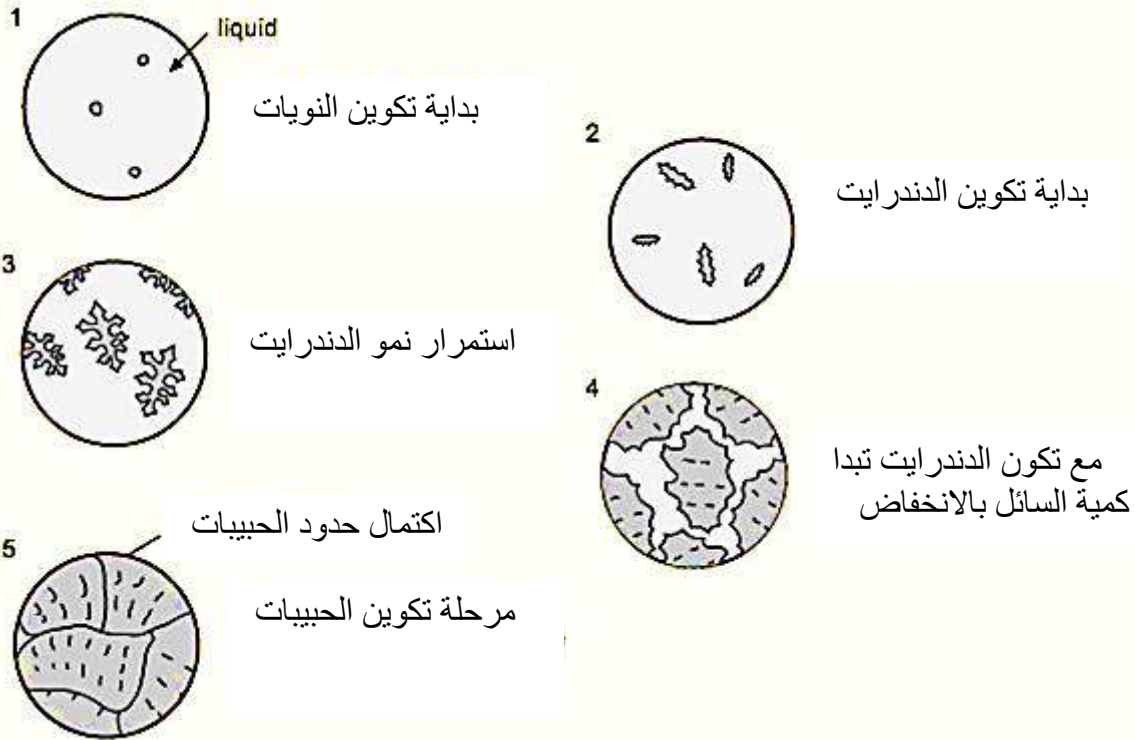 1
liquid
بداية تكوين النويات
2
بداية تكوين الدندرايت
3
استمرار نمو الدندرايت
4
مع تكون الدندرايت تبدا
كمية السائل بالانخفاض
5
اكتمال حدود الحبيبات
مرحلة تكوين الحبيبات